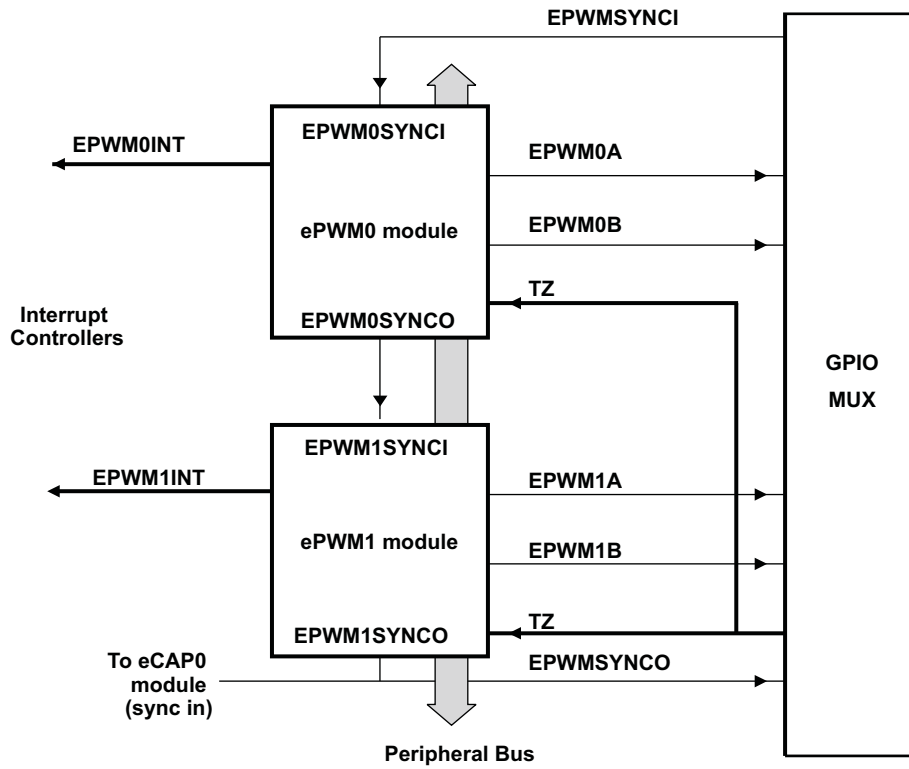 EPWMSYNCI
EPWM0SYNCI
EPWM0INT
EPWM0A
ePWM0 module
EPWM0B
TZ
EPWM0SYNCO
Interrupt
Controllers
GPIO
MUX
EPWM1SYNCI
EPWM1INT
EPWM1A
ePWM1 module
EPWM1B
TZ
EPWM1SYNCO
EPWMSYNCO
To eCAP0
module
(sync in)
Peripheral Bus